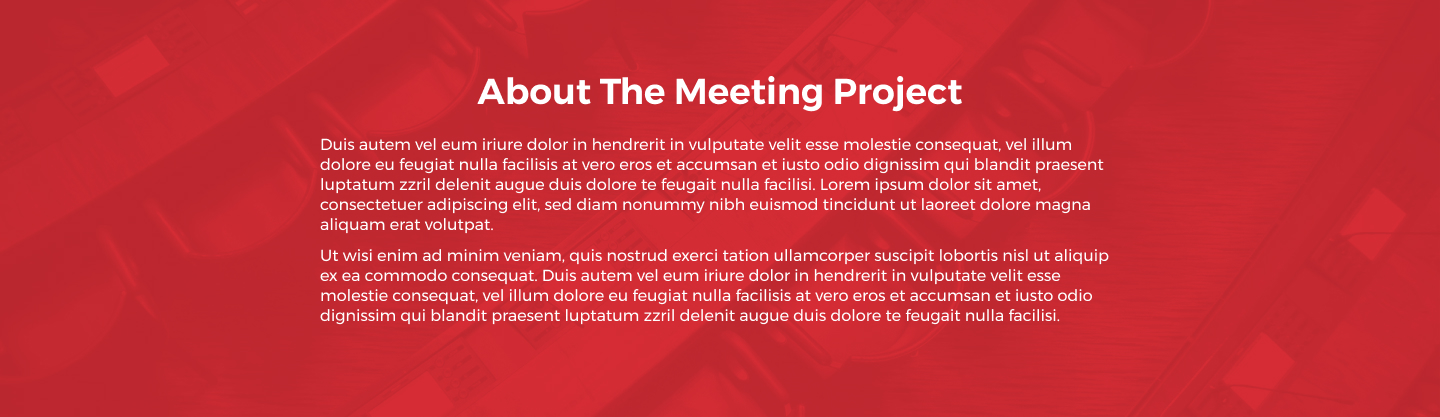 About The Meeting Project
Duis autem vel eum iriure dolor in hendrerit in vulputate velit esse molestie consequat, vel illum
dolore eu feugiat nulla facilisis at vero eros et accumsan et iusto odio dignissim qui blandit praesent
luptatum zzril delenit augue duis dolore te feugait nulla facilisi. Lorem ipsum dolor sit amet,
consectetuer adipiscing elit, sed diam nonummy nibh euismod tincidunt ut laoreet dolore magna
aliquam erat volutpat.
Ut wisi enim ad minim veniam, quis nostrud exerci tation ullamcorper suscipit lobortis nisl ut aliquip
ex ea commodo consequat. Duis autem vel eum iriure dolor in hendrerit in vulputate velit esse
molestie consequat, vel illum dolore eu feugiat nulla facilisis at vero eros et accumsan et iusto odio
dignissim qui blandit praesent luptatum zzril delenit augue duis dolore te feugait nulla facilisi.